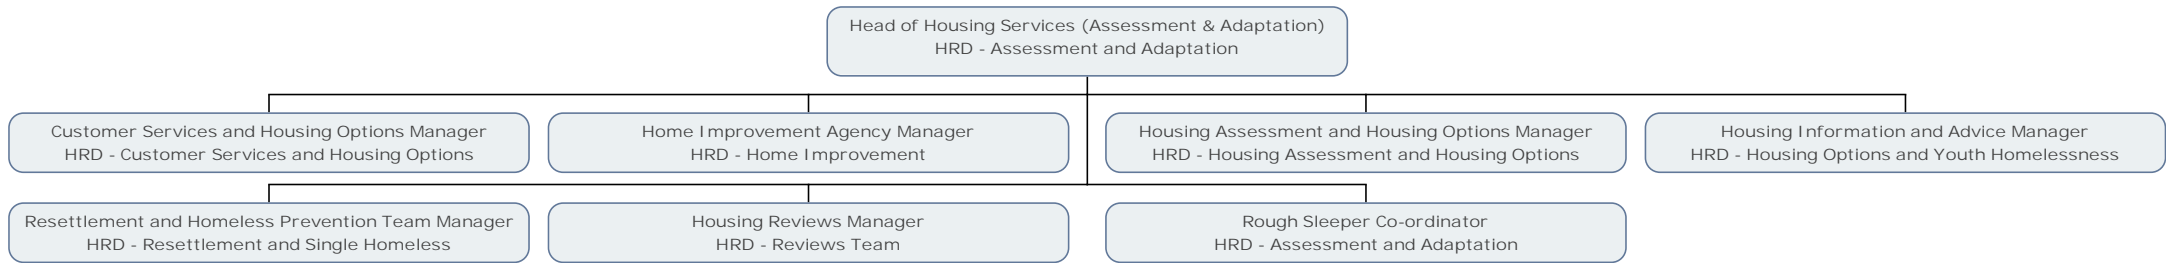 Head of Housing Services (Assessment & Adaptation)
HRD - Assessment and Adaptation
Customer Services and Housing Options Manager
HRD - Customer Services and Housing Options
Home Improvement Agency Manager
HRD - Home Improvement
Housing Assessment and Housing Options Manager
HRD - Housing Assessment and Housing Options
Housing Information and Advice Manager
HRD - Housing Options and Youth Homelessness
Resettlement and Homeless Prevention Team Manager
HRD - Resettlement and Single Homeless
Housing Reviews Manager
HRD - Reviews Team
Rough Sleeper Co-ordinator
HRD - Assessment and Adaptation